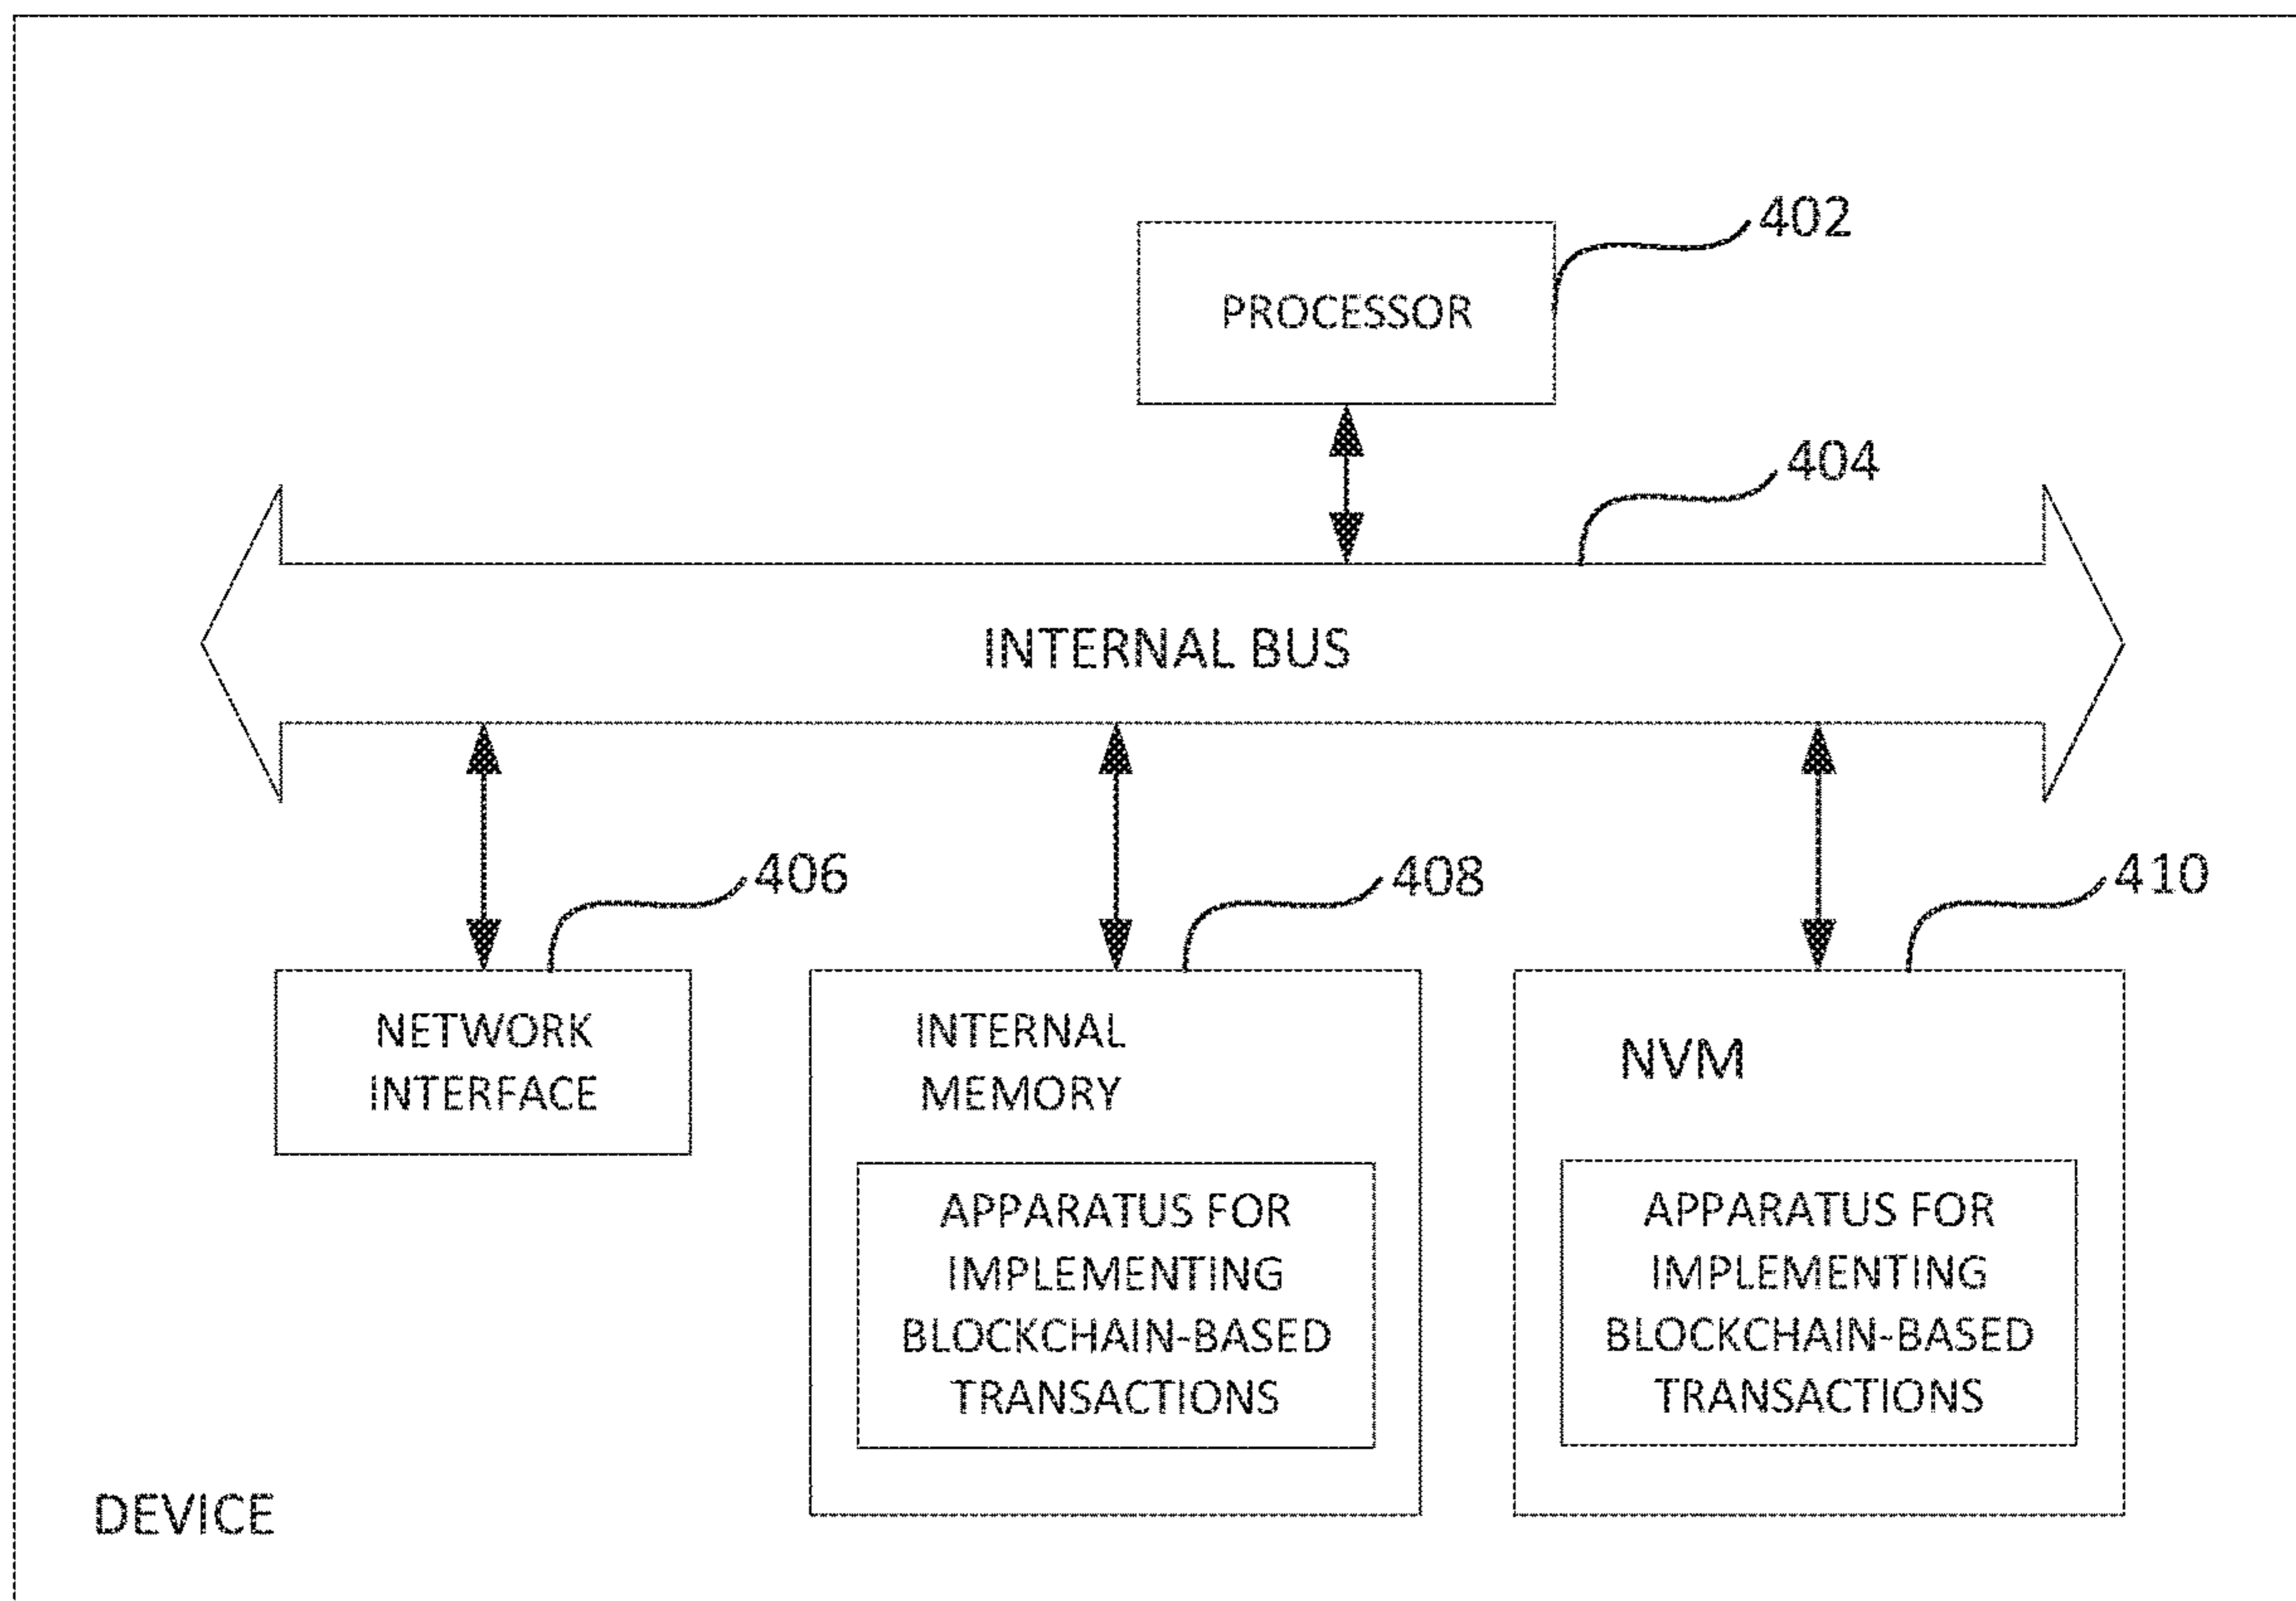 402
PROCESSOR
404
INTERNAL BUS
406
408
410
NETWORK
INTERFACE
INTERNAL
MEMORY
APPARATUS FOR
IMPLEMENTING
BLOCKCHAIN-BASED
TRANSACTIONS
NVM
APPARATUS FOR
IMPLEMENTING
BLOCKCHAIN-BASED
TRANSACTIONS
DEVICE